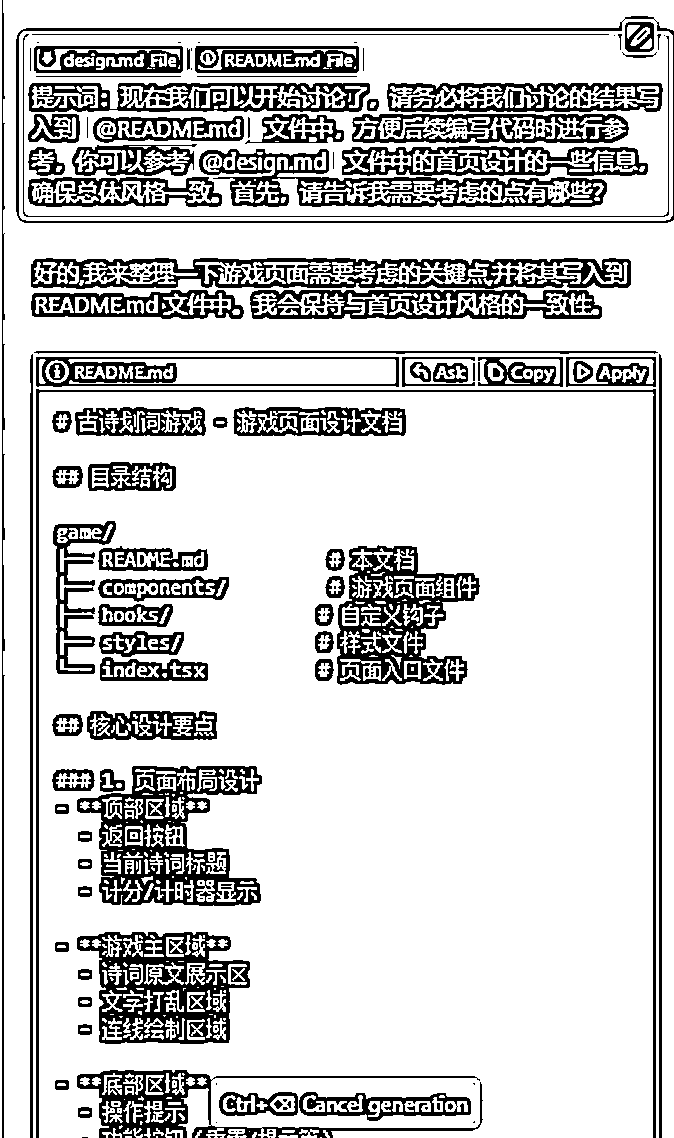 design.md File README.md File
提示词：现在我们可以开始讨论了，请务必将我们讨论的结果写
入到 @README.md 文件中，方便后续编写代码时进行参
考，你可以参考 @design.md 文件中的首页设计的一些信息，
确保总体风格一致。首先，请告诉我需要考虑的点有哪些？
好的,我来整理一下游戏页面需要考虑的关键点,并将其写入到
README.md 文件中。我会保持与首页设计风格的一致性。
README.md Ask Copy Apply
# 古诗划词游戏 - 游戏页面设计文档
## 目录结构
game/
├── README.md # 本文档
├── components/ # 游戏页面组件
├── hooks/ # 自定义钩子
├── styles/ # 样式文件
└── index.tsx # 页面入口文件
## 核心设计要点
### 1. 页面布局设计
- **顶部区域**
- 返回按钮
- 当前诗词标题
- 计分/计时器显示
- **游戏主区域**
- 诗词原文展示区
- 文字打乱区域
- 连线绘制区域
- **底部区域**
- 操作提示
Ctrl+⌫ Cancel generation